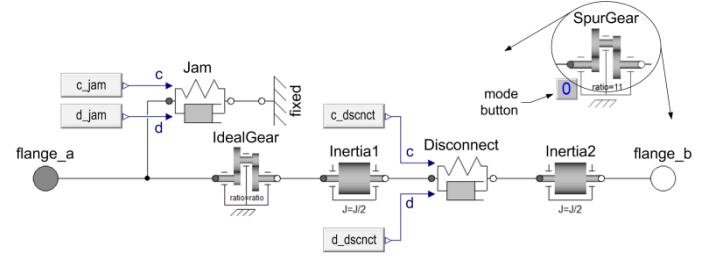 SpurGear
Jam
c
c_jam
fixed
ratio=11
mode
button
0
d_jam
d
c_dscnct
flange_a
IdealGear
Inertia1
c
Disconnect
Inertia2
flange_b
ratio=ratio
d
J=J/2
J=J/2
d_dscnct